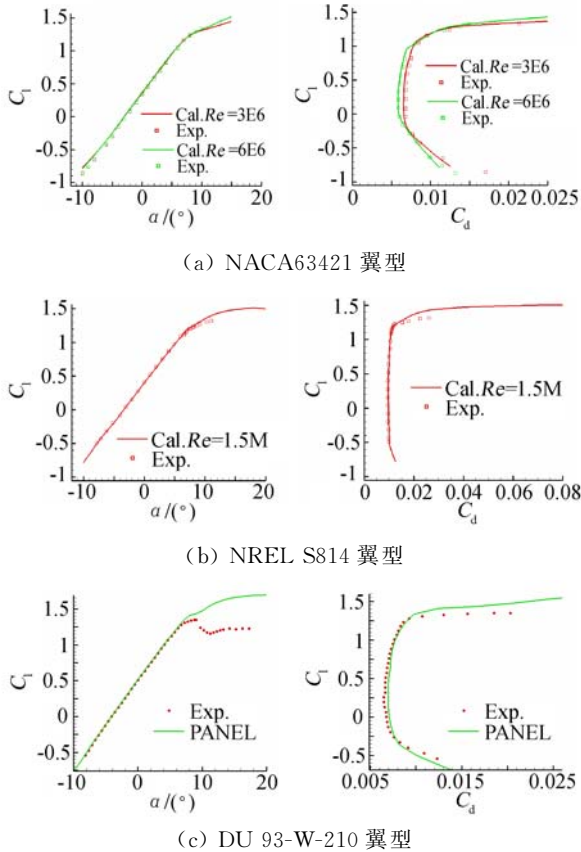 1.5
1
0.5
0
-0.5
-1
C_l
Cal.Re=3E6
Exp.
Cal.Re=6E6
Exp.
-10 0 10 20
α/(°)
1.5
1
0.5
0
-0.5
-1
C_l
Cal.Re=3E6
Exp.
Cal.Re=6E6
Exp.
0 0.005 0.01 0.015 0.02 0.025
C_d
(a) NACA63421 翼型
1.5
1
0.5
0
-0.5
-1
C_l
Cal.Re=1.5M
Exp.
-10 0 10 20
α/(°)
1.5
1
0.5
0
-0.5
-1
C_l
Cal.Re=1.5M
Exp.
0 0.02 0.04 0.06 0.08
C_d
(b) NREL S814 翼型
1.5
1
0.5
0
-0.5
C_l
Exp.
PANEL
-10 0 10 20
α/(°)
1.5
1
0.5
0
-0.5
C_l
Exp.
PANEL
0.005 0.015 0.025
C_d
(c) DU 93-W-210 翼型